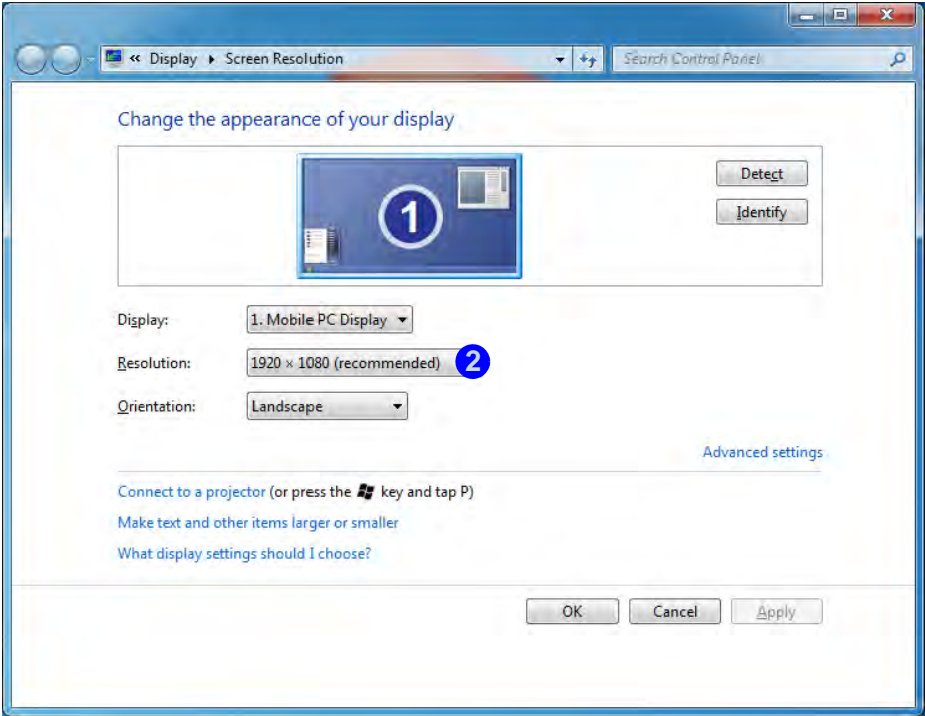 « Display ▸ Screen Resolution
Search Control Panel
Change the appearance of your display
1
Detect
Identify
Display:
1. Mobile PC Display
Resolution:
1920 × 1080 (recommended)
2
Orientation:
Landscape
Advanced settings
Connect to a projector (or press the key and tap P)
Make text and other items larger or smaller
What display settings should I choose?
OK
Cancel
Apply